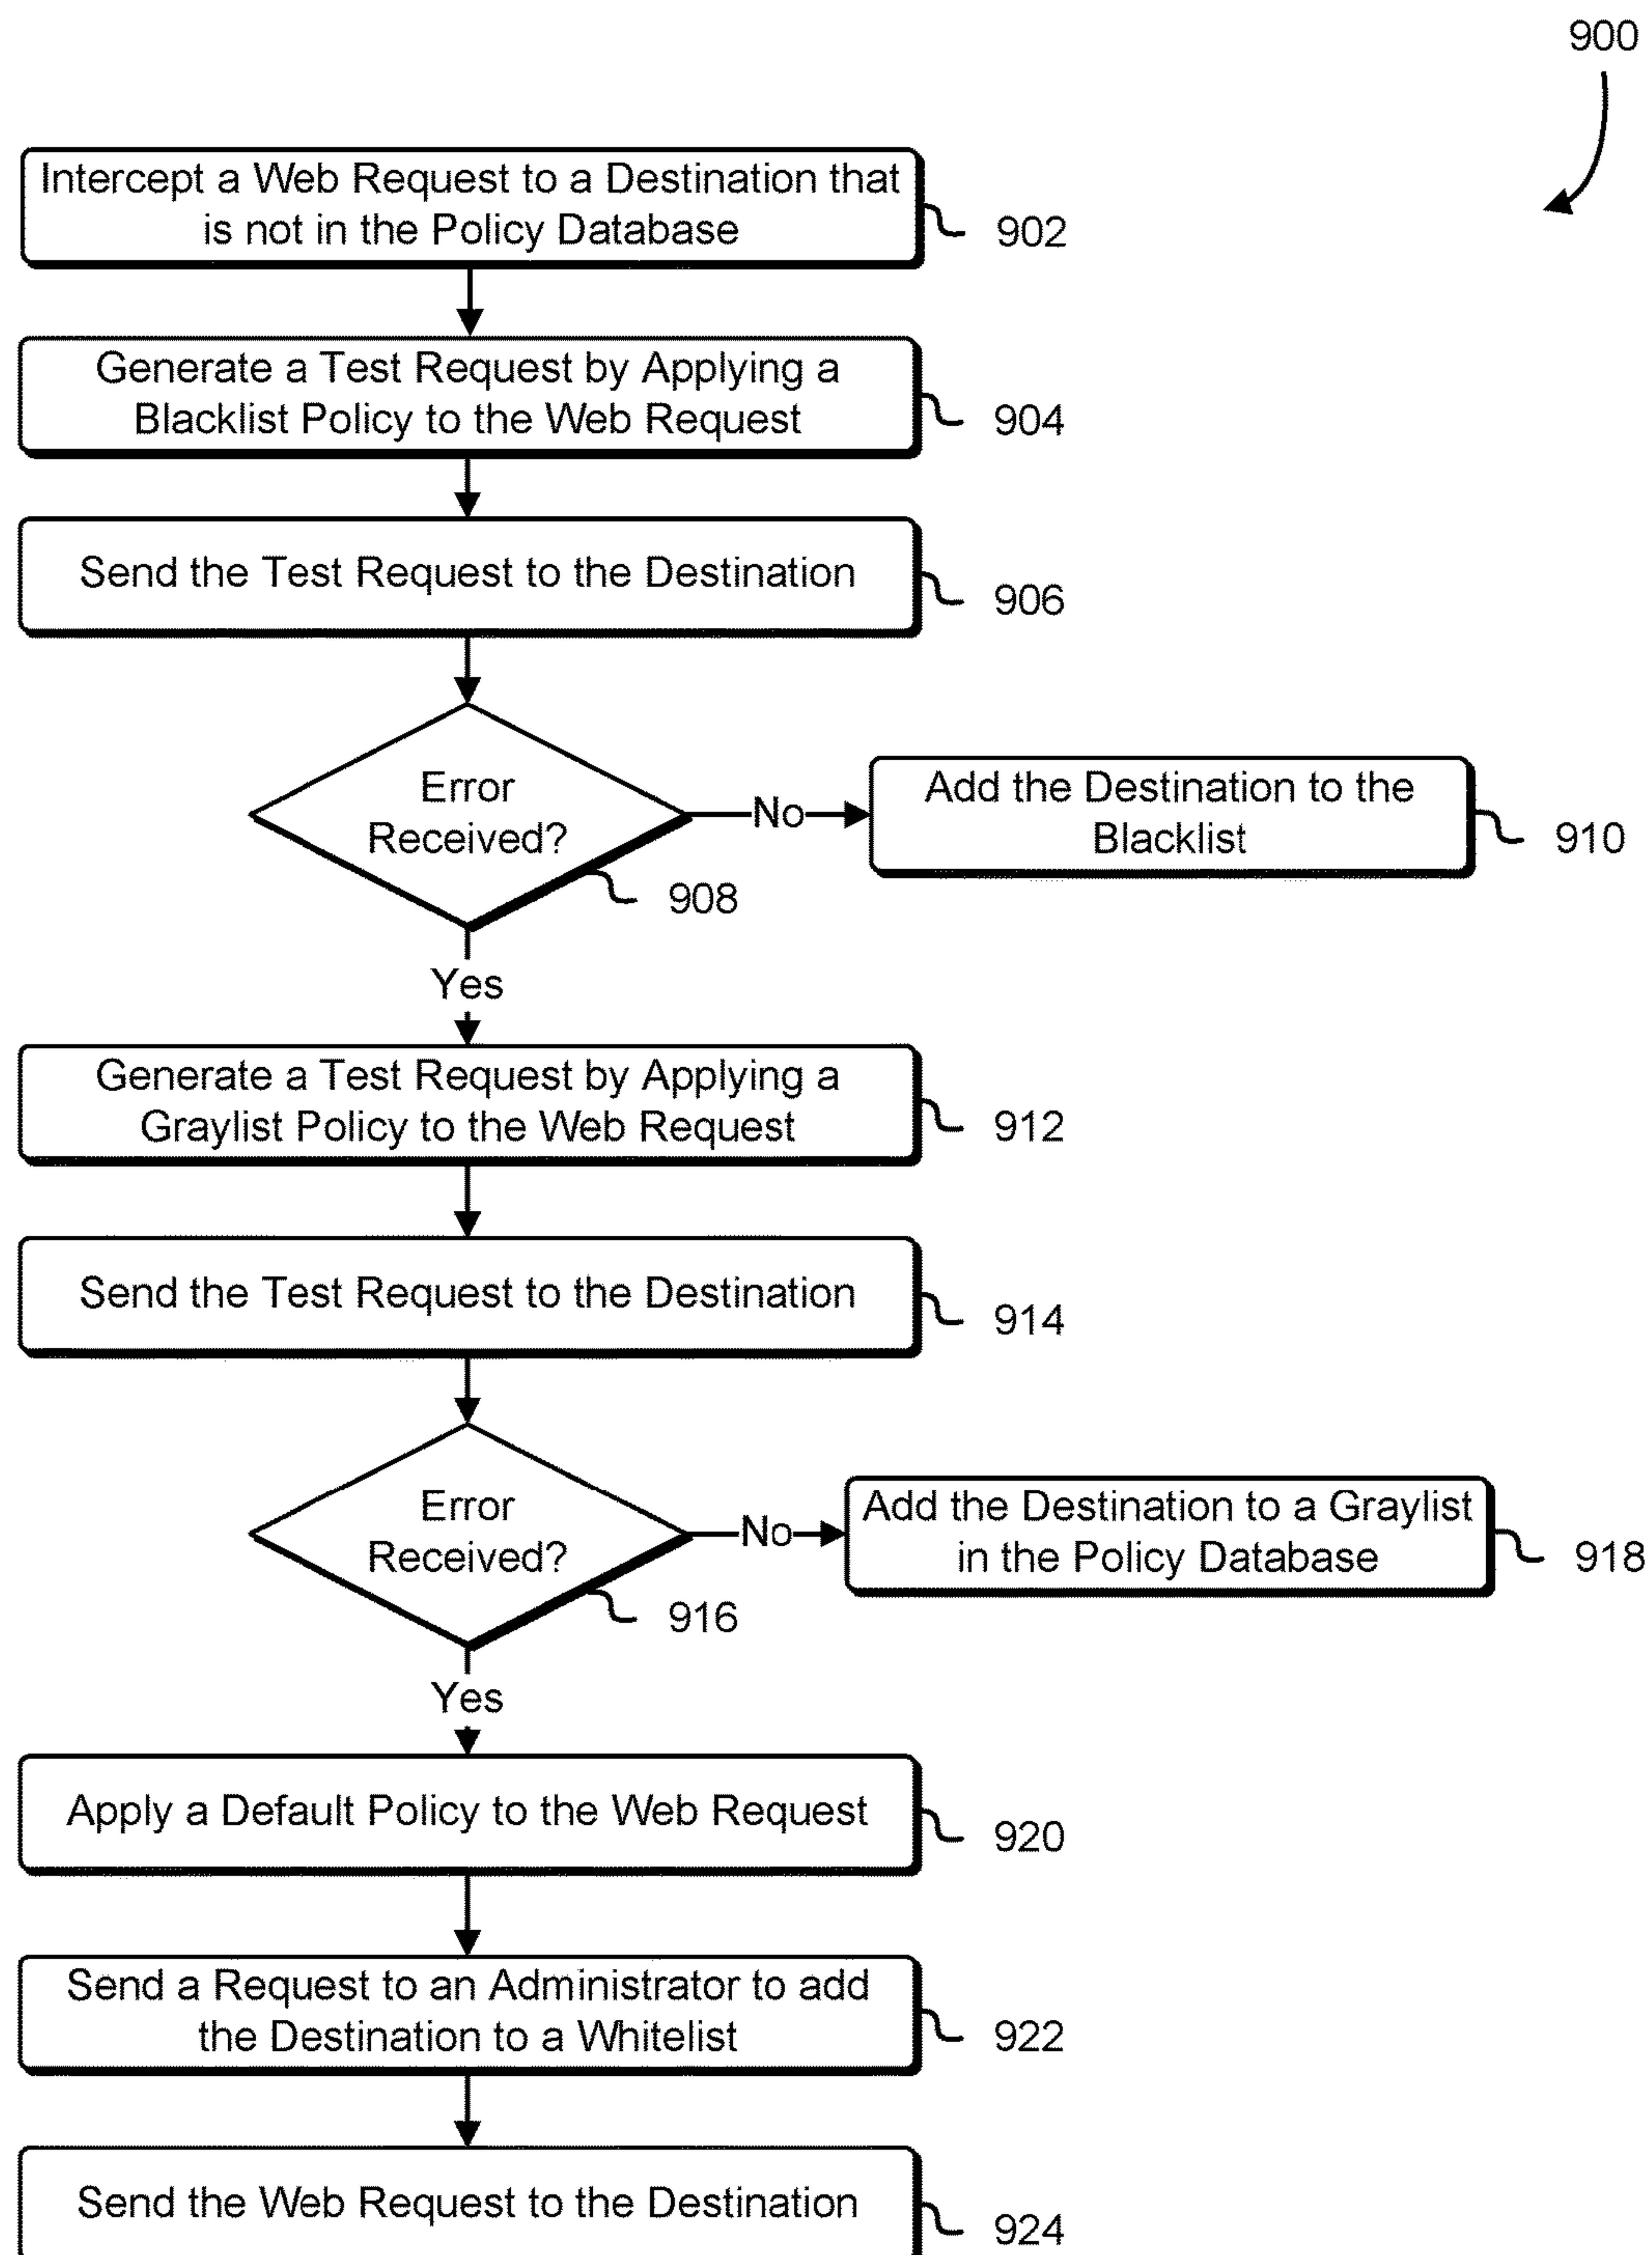 900
Intercept a Web Request to a Destination that
is not in the Policy Database
902
Generate a Test Request by Applying a
Blacklist Policy to the Web Request
904
Send the Test Request to the Destination
906
Error
Received?
908
No
Add the Destination to the
Blacklist
910
Yes
Generate a Test Request by Applying a
Graylist Policy to the Web Request
912
Send the Test Request to the Destination
914
Error
Received?
916
No
Add the Destination to a Graylist
in the Policy Database
918
Yes
Apply a Default Policy to the Web Request
920
Send a Request to an Administrator to add
the Destination to a Whitelist
922
Send the Web Request to the Destination
924